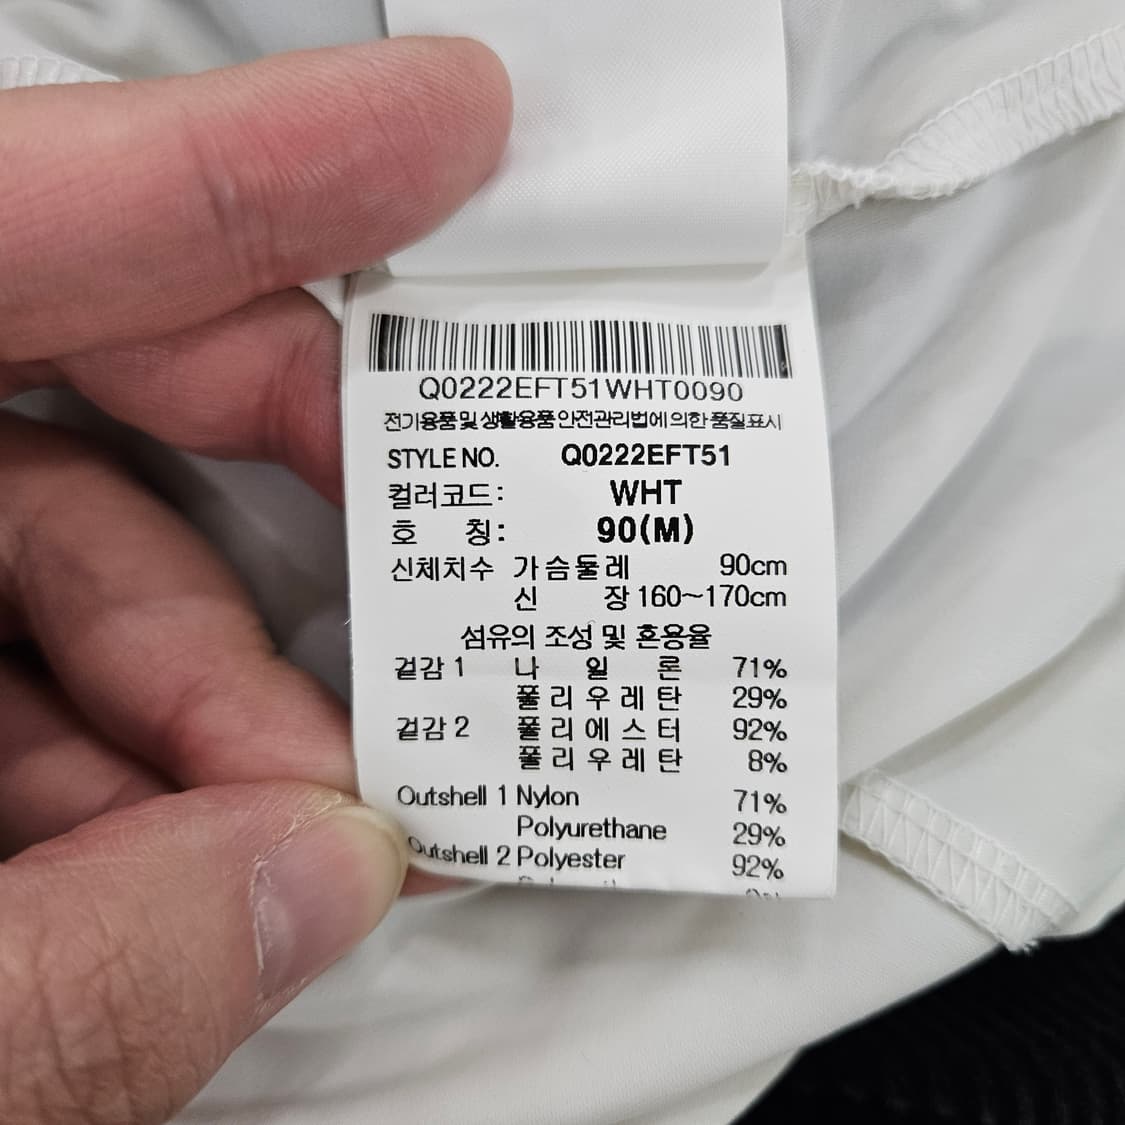 Q0222EFT51WHT0090
전기용품 및 생활용품 안전관리법에 의한 품질표시
STYLE NO. Q0222EFT51
컬러코드: WHT
호 칭: 90(M)
신체치수 가슴둘레 90cm
신 장 160~170cm
섬유의 조성 및 혼용율
겉감 1 나 일 론 71%
폴리우레탄 29%
겉감 2 폴리에스터 92%
폴리우레탄 8%
Outshell 1 Nylon 71%
Polyurethane 29%
Outshell 2 Polyester 92%